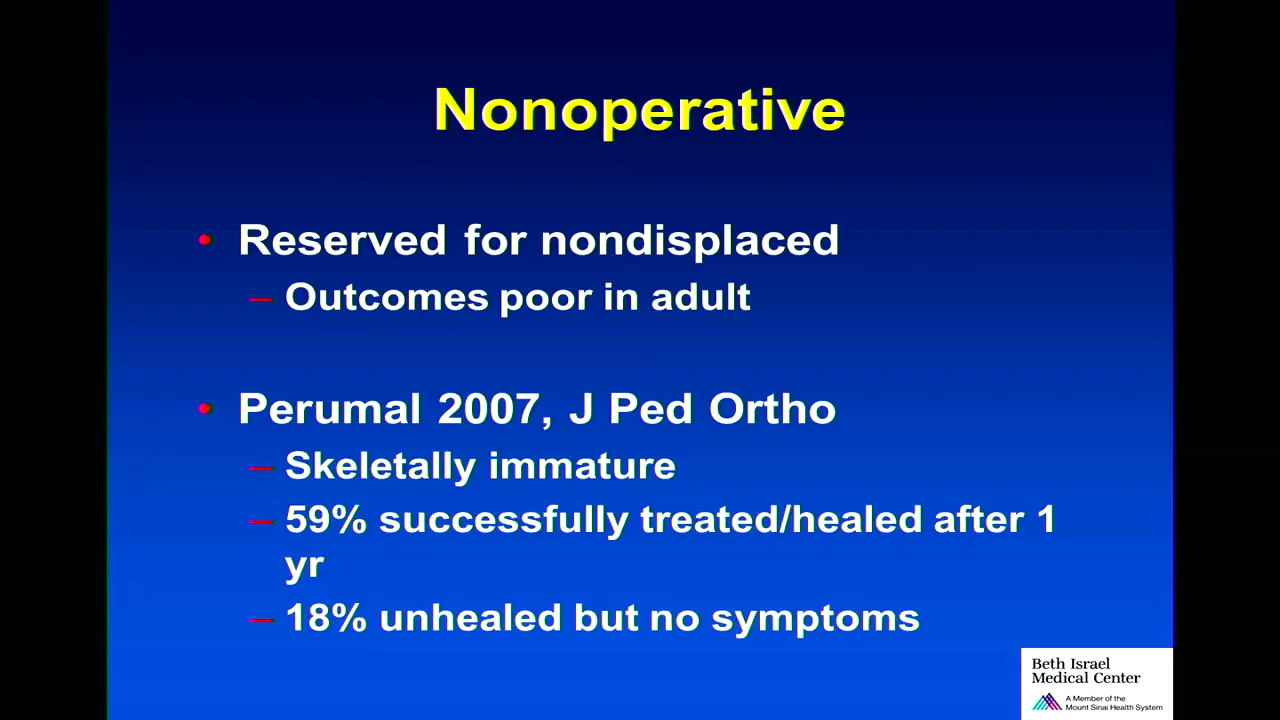 Nonoperative
• Reserved for nondisplaced
– Outcomes poor in adult
• Perumal 2007, J Ped Ortho
– Skeletally immature
– 59% successfully treated/healed after 1
yr
– 18% unhealed but no symptoms
Beth Israel
Medical Center
A Member of the
Mount Sinai Health System